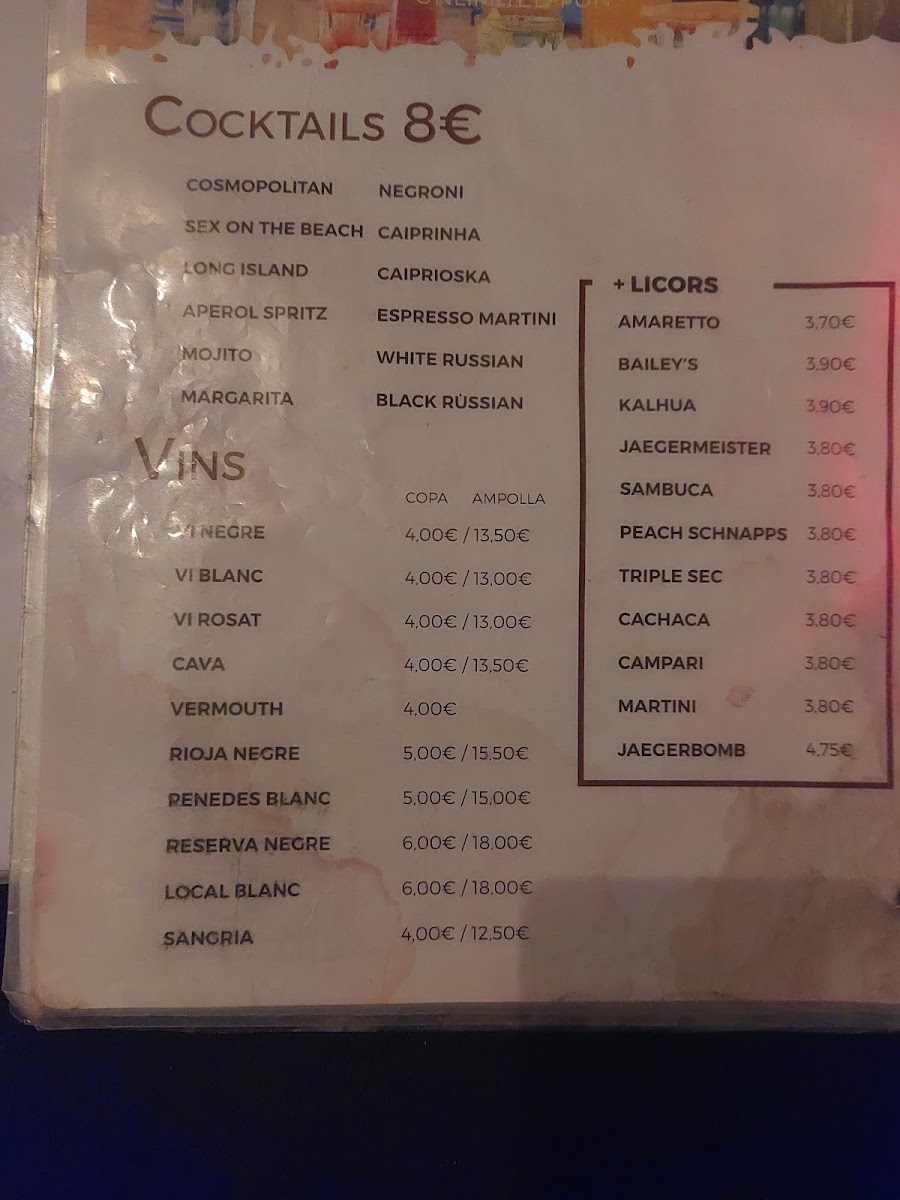 UNLIMITED FUN
COCKTAILS 8€
COSMOPOLITAN
SEX ON THE BEACH
LONG ISLAND
APEROL SPRITZ
MOJITO
MARGARITA
NEGRONI
CAIPRINHA
CAIPRIOSKA
ESPRESSO MARTINI
WHITE RUSSIAN
BLACK RUSSIAN
VINS
COPA AMPOLLA
VI NEGRE 4,00€ / 13,50€
VI BLANC 4,00€ / 13,00€
VI ROSAT 4,00€ / 13,00€
CAVA 4,00€ / 13,50€
VERMOUTH 4,00€
RIOJA NEGRE 5,00€ / 15,50€
PENEDES BLANC 5,00€ / 15,00€
RESERVA NEGRE 6,00€ / 18,00€
LOCAL BLANC 6,00€ / 18,00€
SANGRIA 4,00€ / 12,50€
+ LICORS
AMARETTO 3,70€
BAILEY'S 3,90€
KALHUA 3,90€
JAEGERMEISTER 3,80€
SAMBUCA 3,80€
PEACH SCHNAPPS 3,80€
TRIPLE SEC 3,80€
CACHACA 3,80€
CAMPARI 3,80€
MARTINI 3,80€
JAEGERBOMB 4,75€